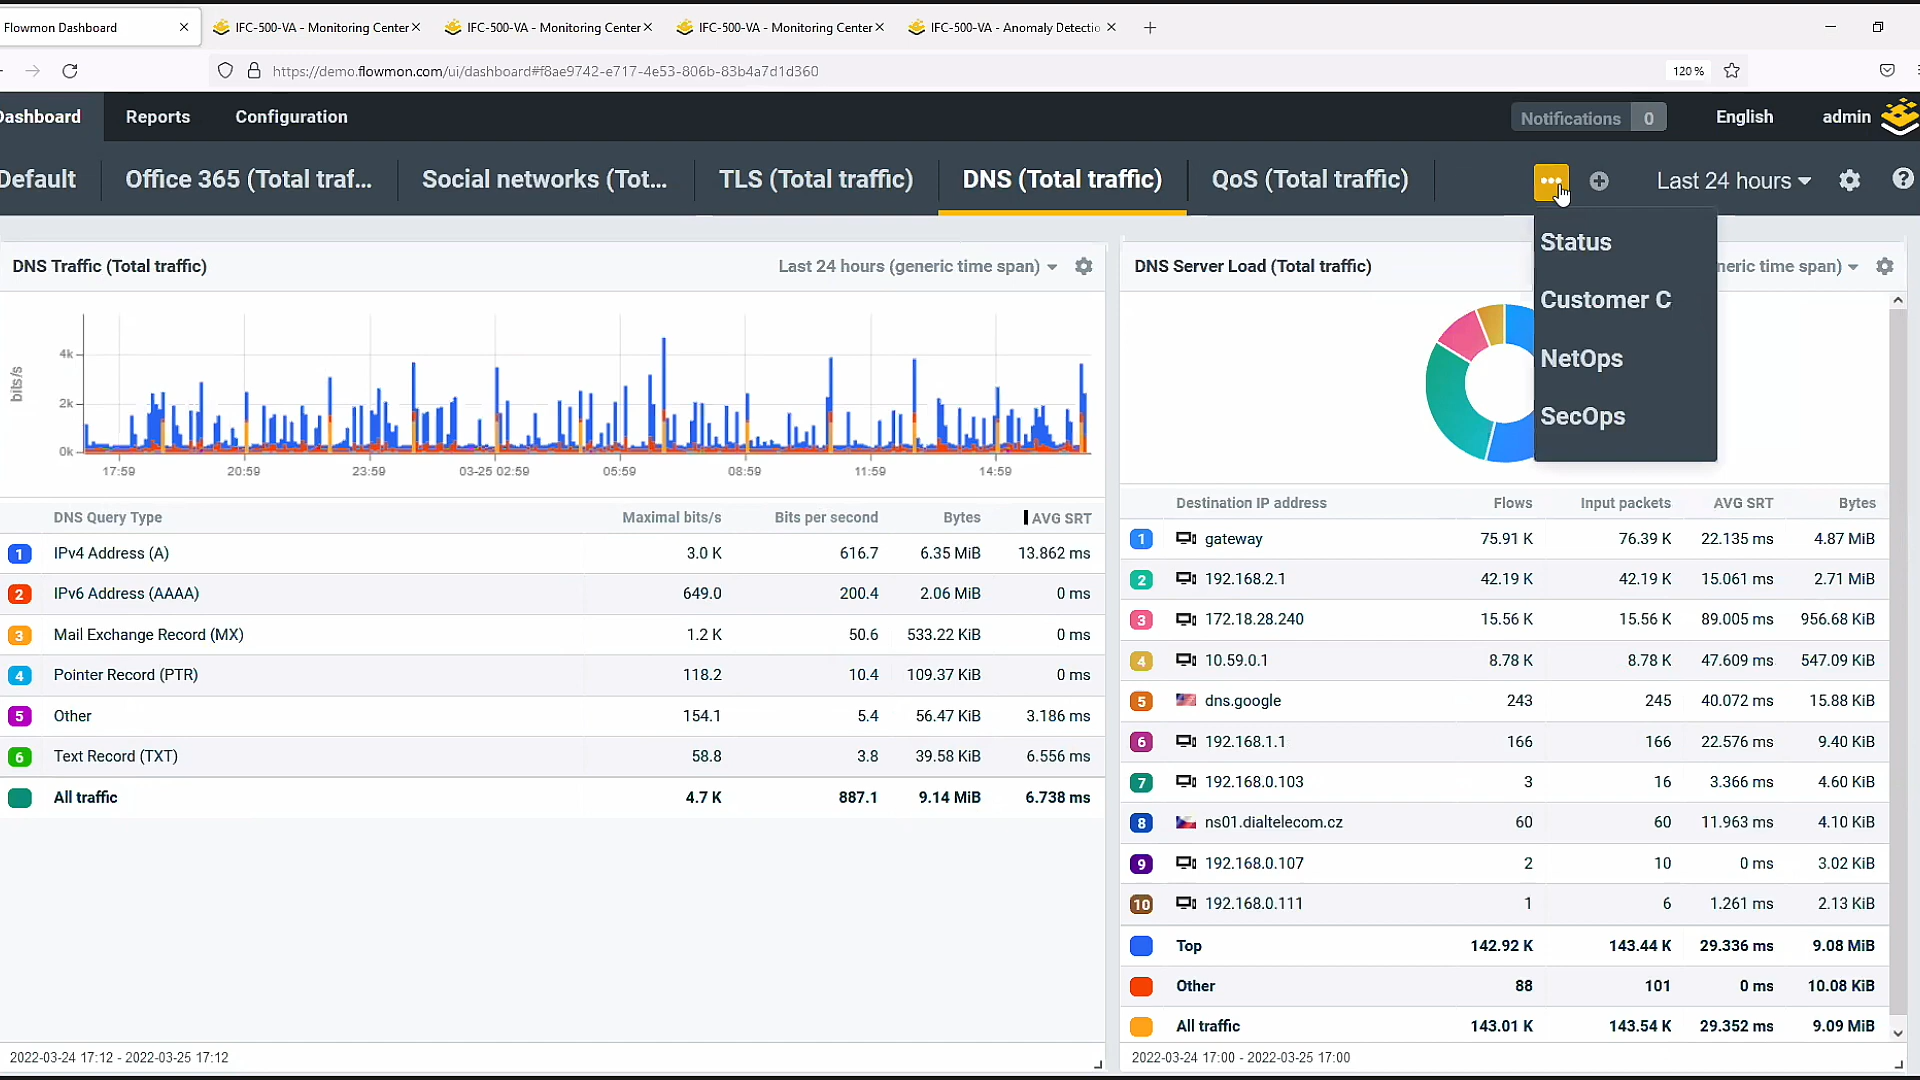 Flowmon Dashboard
IFC-500-VA - Monitoring Center
IFC-500-VA - Monitoring Center
IFC-500-VA - Monitoring Center
IFC-500-VA - Anomaly Detectio
https://demo.flowmon.com/ui/dashboard#f8ae9742-e717-4e53-806b-83b4a7d1d360
120 %
Dashboard
Reports
Configuration
Notifications 0
English
admin
Default
Office 365 (Total traf...
Social networks (Tot...
TLS (Total traffic)
DNS (Total traffic)
QoS (Total traffic)
Last 24 hours
Status
Customer C
NetOps
SecOps
DNS Traffic (Total traffic)
Last 24 hours (generic time span)
bits/s
4k
2k
0k
17:59 20:59 23:59 03-25 02:59 05:59 08:59 11:59 14:59
DNS Query Type Maximal bits/s Bits per second Bytes AVG SRT
1 IPv4 Address (A) 3.0 K 616.7 6.35 MiB 13.862 ms
2 IPv6 Address (AAAA) 649.0 200.4 2.06 MiB 0 ms
3 Mail Exchange Record (MX) 1.2 K 50.6 533.22 KiB 0 ms
4 Pointer Record (PTR) 118.2 10.4 109.37 KiB 0 ms
5 Other 154.1 5.4 56.47 KiB 3.186 ms
6 Text Record (TXT) 58.8 3.8 39.58 KiB 6.556 ms
All traffic 4.7 K 887.1 9.14 MiB 6.738 ms
2022-03-24 17:12 - 2022-03-25 17:12
DNS Server Load (Total traffic)
neric time span)
Destination IP address Flows Input packets AVG SRT Bytes
1 gateway 75.91 K 76.39 K 22.135 ms 4.87 MiB
2 192.168.2.1 42.19 K 42.19 K 15.061 ms 2.71 MiB
3 172.18.28.240 15.56 K 15.56 K 89.005 ms 956.68 KiB
4 10.59.0.1 8.78 K 8.78 K 47.609 ms 547.09 KiB
5 dns.google 243 245 40.072 ms 15.88 KiB
6 192.168.1.1 166 166 22.576 ms 9.40 KiB
7 192.168.0.103 3 16 3.366 ms 4.60 KiB
8 ns01.dialtelecom.cz 60 60 11.963 ms 4.10 KiB
9 192.168.0.107 2 10 0 ms 3.02 KiB
10 192.168.0.111 1 6 1.261 ms 2.13 KiB
Top 142.92 K 143.44 K 29.336 ms 9.08 MiB
Other 88 101 0 ms 10.08 KiB
All traffic 143.01 K 143.54 K 29.352 ms 9.09 MiB
2022-03-24 17:00 - 2022-03-25 17:00